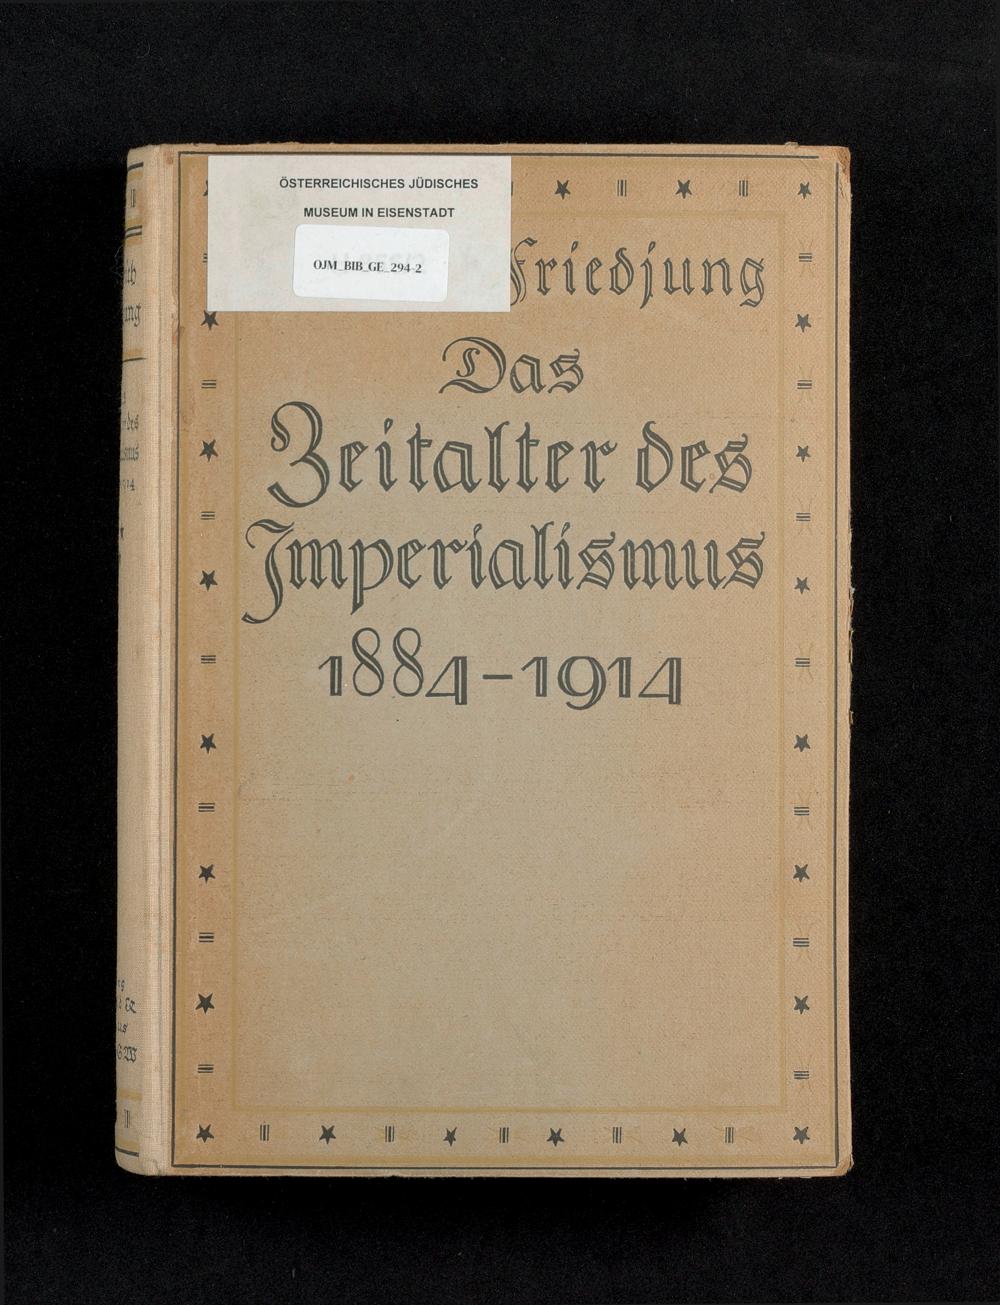 ÖSTERREICHISCHES JÜDISCHES
MUSEUM IN EISENSTADT
OJM_BIB_GE_294-2
Friedjung
Das
Zeitalter des
Imperialismus
1884-1914